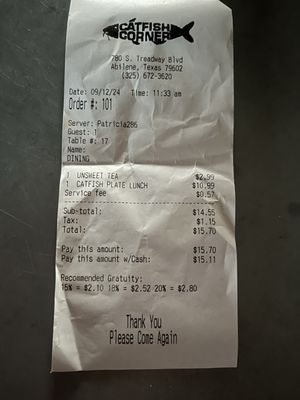 CATFISH
CORNER
780 S. Treadway Blvd
Abilene, Texas 79602
(325) 672-3620
Date: 09/12/24 Time: 11:33 am
Order #: 101
Server: Patricia286
Guest: 1
Table #: 17
Name:
DINING
1 UNSWEET TEA $2.99
1 CATFISH PLATE LUNCH $10.99
Service fee $0.57
Sub-total: $14.55
Tax: $1.15
Total: $15.70
Pay this amount: $15.70
Pay this amount w/Cash: $15.11
Recommended Gratuity:
15% = $2.10 18% = $2.52 20% = $2.80
Thank You
Please Come Again